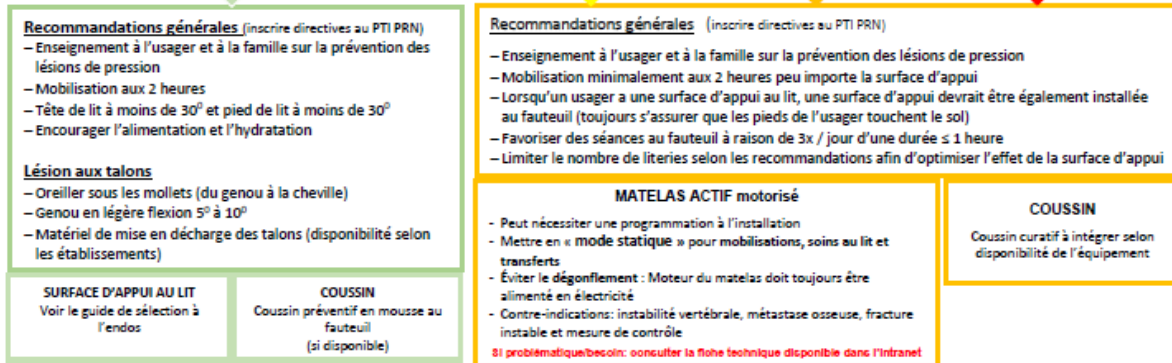 Recommandations générales (inscrire directives au PTI PRN)
– Enseignement à l'usager et à la famille sur la prévention des
lésions de pression
– Mobilisation aux 2 heures
– Tête de lit à moins de 30⁰ et pied de lit à moins de 30⁰
– Encourager l'alimentation et l'hydratation
Lésion aux talons
– Oreiller sous les mollets (du genou à la cheville)
– Genou en légère flexion 5⁰ à 10⁰
– Matériel de mise en décharge des talons (disponibilité selon
les établissements)
SURFACE D'APPUI AU LIT
Voir le guide de sélection à
l'endos
COUSSIN
Coussin préventif en mousse au
fauteuil
(si disponible)
Recommandations générales (inscrire directives au PTI PRN)
– Enseignement à l'usager et à la famille sur la prévention des lésions de pression
– Mobilisation minimalement aux 2 heures peu importe la surface d'appui
– Lorsqu'un usager a une surface d'appui au lit, une surface d'appui devrait être également installée
au fauteuil (toujours s'assurer que les pieds de l'usager touchent le sol)
– Favoriser des séances au fauteuil à raison de 3x / jour d'une durée ≤ 1 heure
– Limiter le nombre de literies selon les recommandations afin d'optimiser l'effet de la surface d'appui
MATELAS ACTIF motorisé
- Peut nécessiter une programmation à l'installation
- Mettre en « mode statique » pour mobilisations, soins au lit et
transferts
- Éviter le dégonflement : Moteur du matelas doit toujours être
alimenté en électricité
- Contre-indications: instabilité vertébrale, métastase osseuse, fracture
instable et mesure de contrôle
Si problématique/besoin: consulter la fiche technique disponible dans l'intranet
COUSSIN
Coussin curatif à intégrer selon
disponibilité de l'équipement